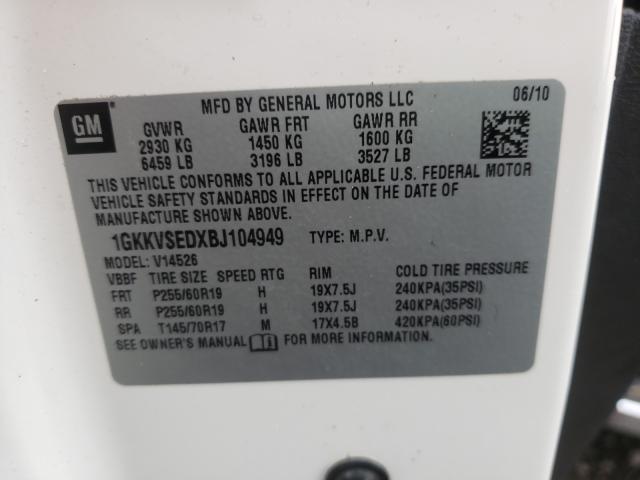 GM
MFD BY GENERAL MOTORS LLC 06/10
GVWR GAWR FRT GAWR RR
2930 KG 1450 KG 1600 KG
6459 LB 3196 LB 3527 LB
THIS VEHICLE CONFORMS TO ALL APPLICABLE U.S. FEDERAL MOTOR
VEHICLE SAFETY STANDARDS IN EFFECT ON THE DATE OF
MANUFACTURE SHOWN ABOVE.
1GKKVSEDXBJ104949 TYPE: M.P.V.
MODEL: V14526
VBBF TIRE SIZE SPEED RTG RIM COLD TIRE PRESSURE
FRT P255/60R19 H 19X7.5J 240KPA(35PSI)
RR P255/60R19 H 19X7.5J 240KPA(35PSI)
SPA T145/70R17 M 17X4.5B 420KPA(60PSI)
SEE OWNER'S MANUAL FOR MORE INFORMATION.